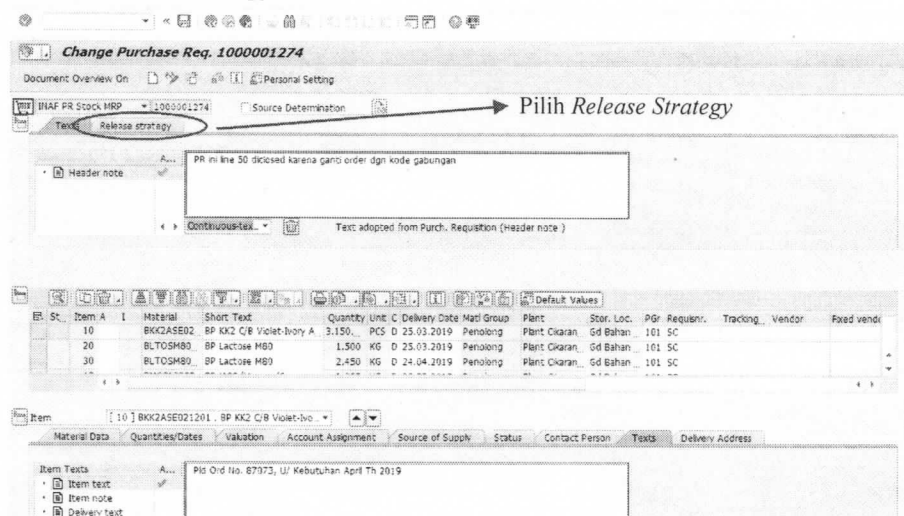 Change Purchase Req. 1000001274
Document Overview On Personal Setting
INAF PR Stock MRP 1000001274 Source Determination
Pilih Release Strategy
Texts Release strategy
A... PR ini line 50 diclosed karena ganti order dgn kode gabungan
Header note
Continuous-tex... Text adopted from Purch. Requisition (Header note )
Default Values
St... Item A I Material Short Text Quantity Unit C Delivery Date Matl Group Plant Stor. Loc. PGr Requisnr. Tracking... Vendor Fixed vendo
10 BKK2ASE02 BP KK2 C/B Violet-Ivory A... 3.150,... PCS D 25.03.2019 Penolong Plant Cikaran... Gd Bahan ... 101 SC
20 BLTOSM80... BP Lactose M80 1.500 KG D 25.03.2019 Penolong Plant Cikaran... Gd Bahan ... 101 SC
30 BLTOSM80... BP Lactose M80 2.450 KG D 24.04.2019 Penolong Plant Cikaran... Gd Bahan ... 101 SC
Item [ 10 ] BKK2ASE021201 . BP KK2 C/B Violet-Ivo...
Material Data Quantities/Dates Valuation Account Assignment Source of Supply Status Contact Person Texts Delivery Address
Item Texts A... Pld Ord No. 87073, U/ Kebutuhan April Th 2019
Item text
Item note
Delivery text